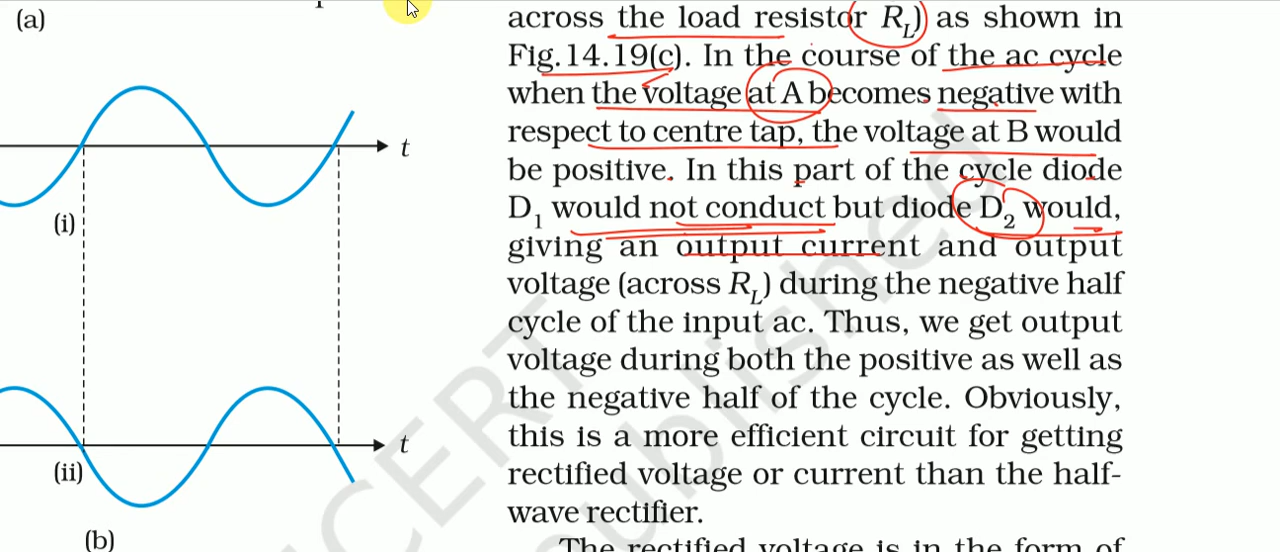 (a)
t
(i)
t
(ii)
(b)
across the load resistor R_L) as shown in
Fig.14.19(c). In the course of the ac cycle
when the voltage at A becomes negative with
respect to centre tap, the voltage at B would
be positive. In this part of the cycle diode
D₁ would not conduct but diode D₂ would,
giving an output current and output
voltage (across R_L) during the negative half
cycle of the input ac. Thus, we get output
voltage during both the positive as well as
the negative half of the cycle. Obviously,
this is a more efficient circuit for getting
rectified voltage or current than the half-
wave rectifier.
The rectified voltage is in the form of